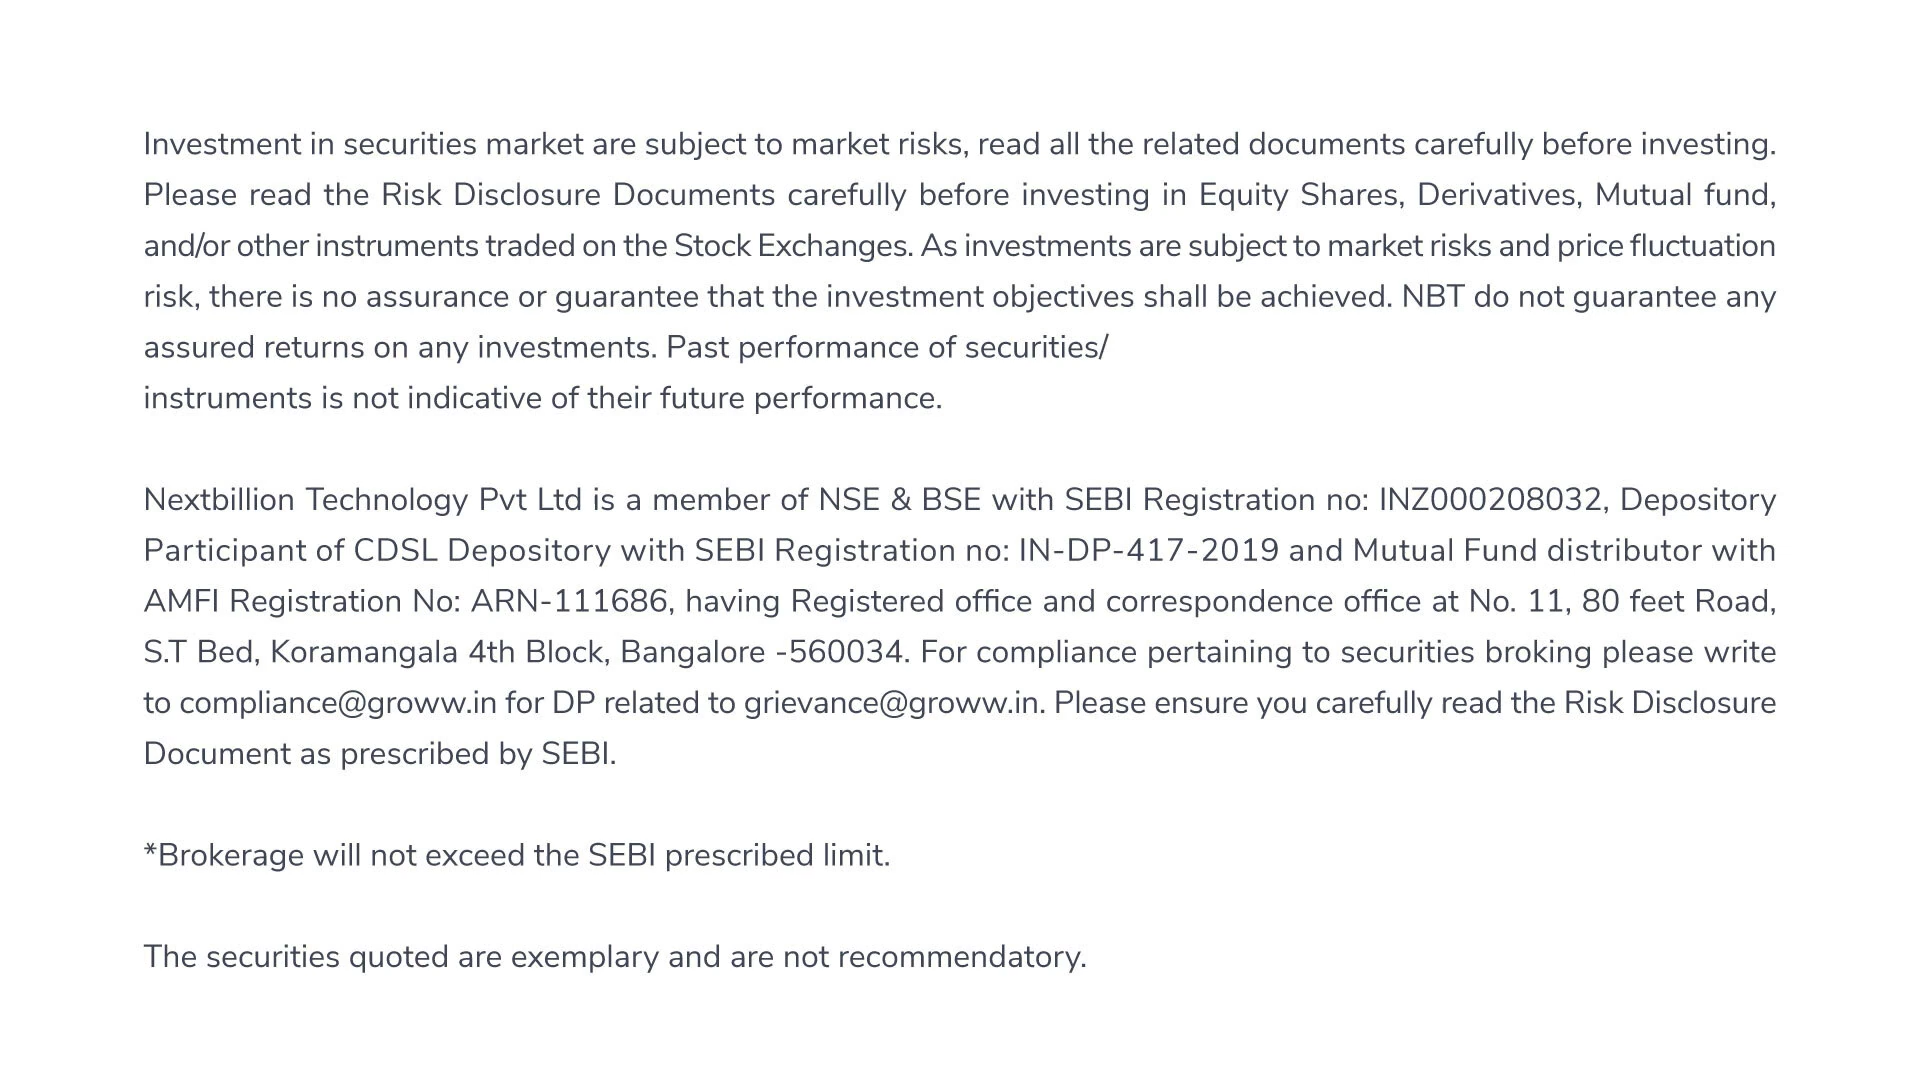 Investment in securities market are subject to market risks, read all the related documents carefully before investing.
Please read the Risk Disclosure Documents carefully before investing in Equity Shares, Derivatives, Mutual fund,
and/or other instruments traded on the Stock Exchanges. As investments are subject to market risks and price fluctuation
risk, there is no assurance or guarantee that the investment objectives shall be achieved. NBT do not guarantee any
assured returns on any investments. Past performance of securities/
instruments is not indicative of their future performance.
Nextbillion Technology Pvt Ltd is a member of NSE & BSE with SEBI Registration no: INZ000208032, Depository
Participant of CDSL Depository with SEBI Registration no: IN-DP-417-2019 and Mutual Fund distributor with
AMFI Registration No: ARN-111686, having Registered office and correspondence office at No. 11, 80 feet Road,
S.T Bed, Koramangala 4th Block, Bangalore -560034. For compliance pertaining to securities broking please write
to compliance@groww.in for DP related to grievance@groww.in. Please ensure you carefully read the Risk Disclosure
Document as prescribed by SEBI.
*Brokerage will not exceed the SEBI prescribed limit.
The securities quoted are exemplary and are not recommendatory.